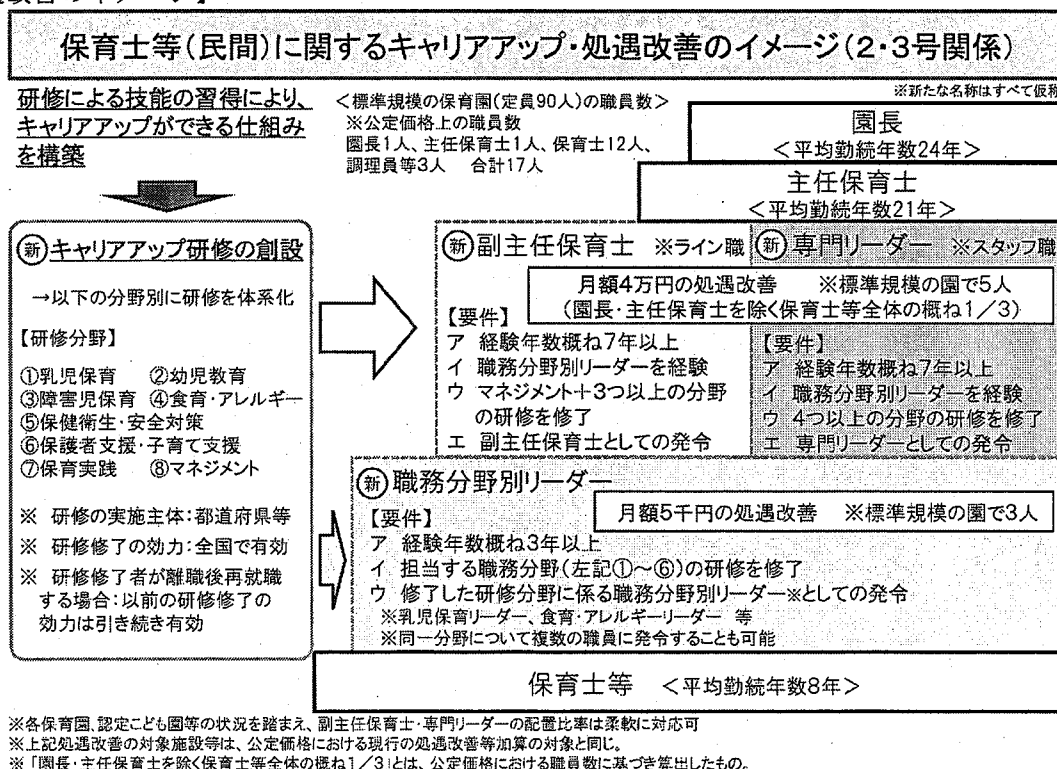 保育士等(民間)に関するキャリアアップ・処遇改善のイメージ(2・3号関係)
※新たな名称はすべて仮称
研修による技能の習得により、
キャリアアップができる仕組み
を構築
＜標準規模の保育園(定員90人)の職員数＞
※公定価格上の職員数
園長1人、主任保育士1人、保育士12人、
調理員等3人　合計17人
園長
＜平均勤続年数24年＞
主任保育士
＜平均勤続年数21年＞
新 キャリアアップ研修の創設
→以下の分野別に研修を体系化
【研修分野】
①乳児保育　②幼児教育
③障害児保育　④食育・アレルギー
⑤保健衛生・安全対策
⑥保護者支援・子育て支援
⑦保育実践　⑧マネジメント
※ 研修の実施主体:都道府県等
※ 研修修了の効力:全国で有効
※ 研修修了者が離職後再就職
する場合:以前の研修修了の
効力は引き続き有効
新 副主任保育士　※ライン職
新 専門リーダー　※スタッフ職
月額4万円の処遇改善　※標準規模の園で5人
(園長・主任保育士を除く保育士等全体の概ね1／3)
【要件】
ア 経験年数概ね7年以上
イ 職務分野別リーダーを経験
ウ マネジメント+3つ以上の分野
の研修を修了
エ 副主任保育士としての発令
【要件】
ア 経験年数概ね7年以上
イ 職務分野別リーダーを経験
ウ 4つ以上の分野の研修を修了
エ 専門リーダーとしての発令
新 職務分野別リーダー
月額5千円の処遇改善　※標準規模の園で3人
【要件】
ア 経験年数概ね3年以上
イ 担当する職務分野(左記①～⑥)の研修を修了
ウ 修了した研修分野に係る職務分野別リーダー※としての発令
※乳児保育リーダー、食育・アレルギーリーダー 等
※同一分野について複数の職員に発令することも可能
保育士等　＜平均勤続年数8年＞
※各保育園、認定こども園等の状況を踏まえ、副主任保育士・専門リーダーの配置比率は柔軟に対応可
※上記処遇改善の対象施設等は、公定価格における現行の処遇改善等加算の対象と同じ。
※「園長・主任保育士を除く保育士等全体の概ね1／3」とは、公定価格における職員数に基づき算出したもの。